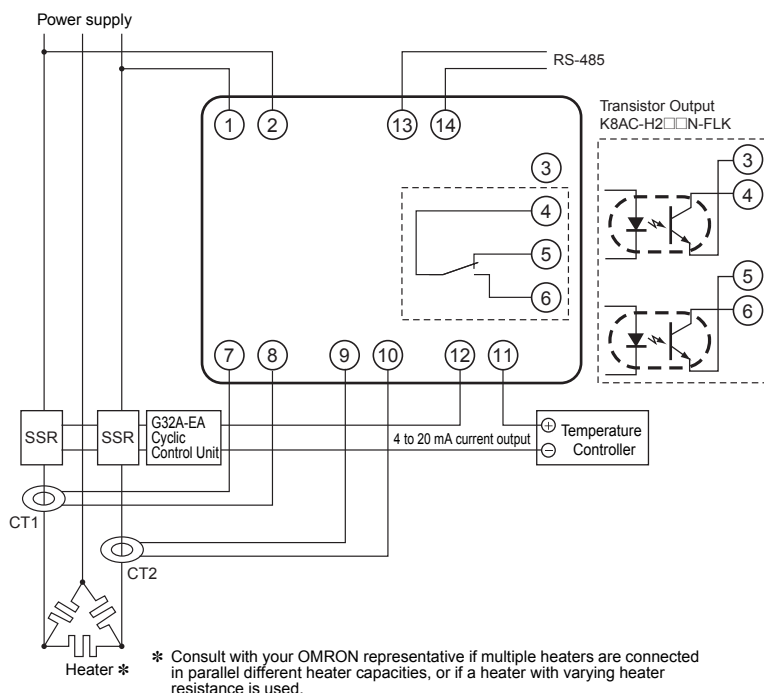 Power supply
RS-485
1
2
13
14
Transistor Output
K8AC-H2□□N-FLK
3
4
5
6
3
4
5
6
7
8
9
10
12
11
SSR
SSR
G32A-EA
Cyclic
Control Unit
4 to 20 mA current output
+
−
Temperature
Controller
CT1
CT2
Heater *
* Consult with your OMRON representative if multiple heaters are connected
in parallel different heater capacities, or if a heater with varying heater
resistance is used.